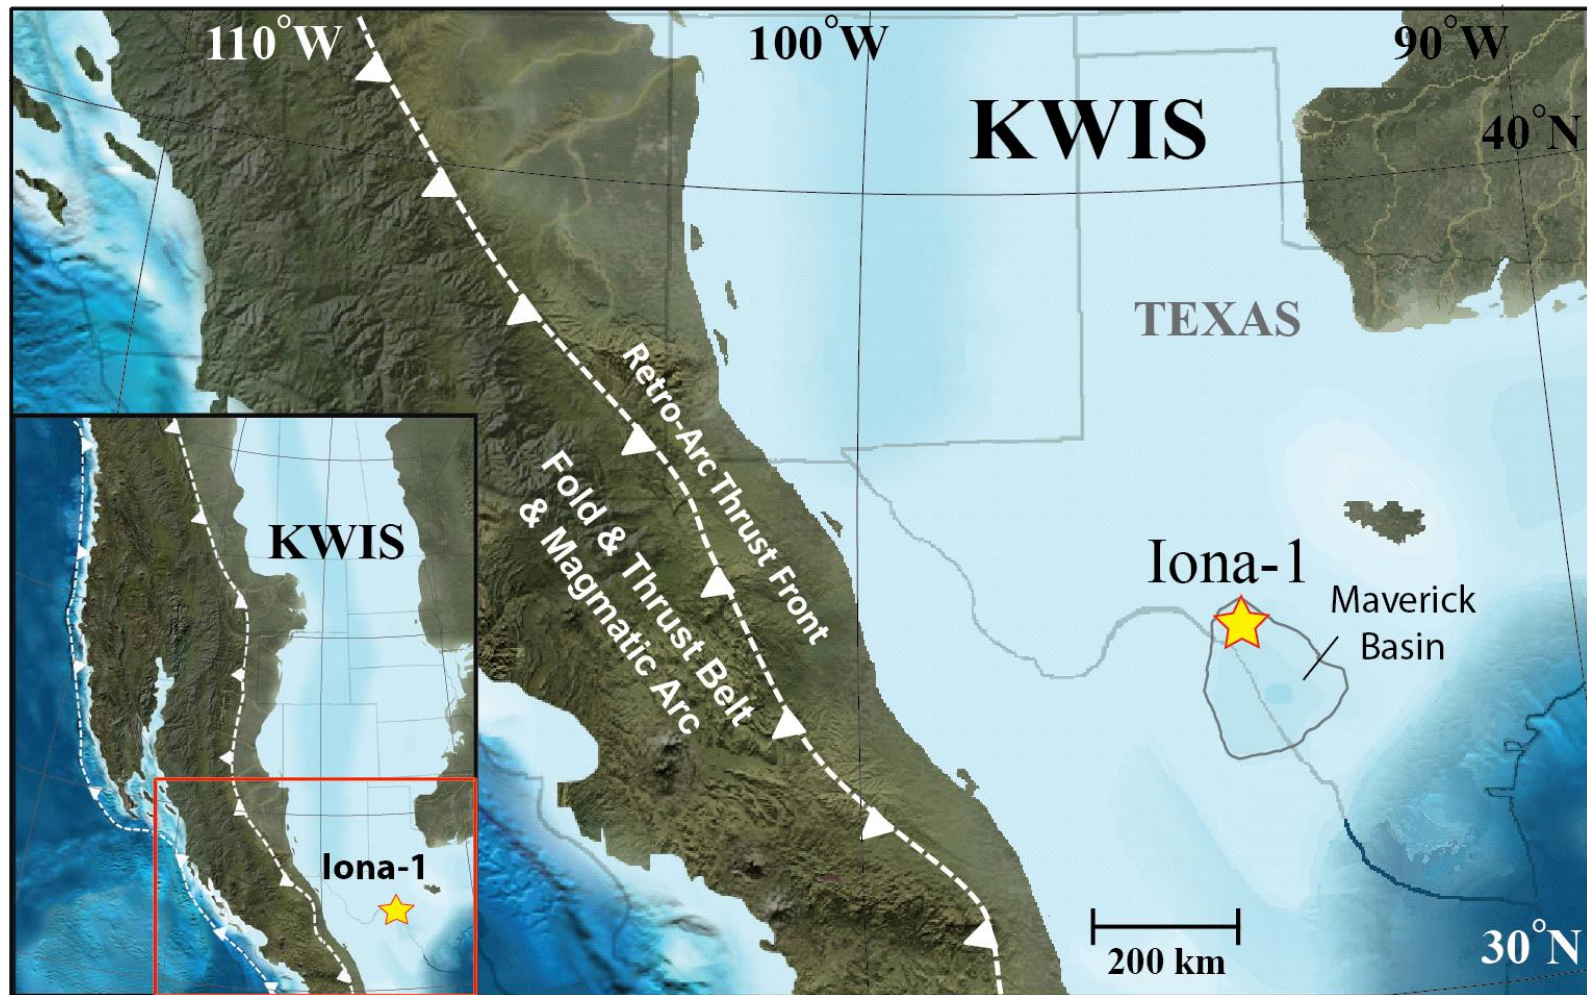 110°W
100°W
90°W
KWIS
40°N
TEXAS
Retro-Arc Thrust Front
Fold & Thrust Belt
& Magmatic Arc
Iona-1
Maverick
Basin
KWIS
Iona-1
200 km
30°N